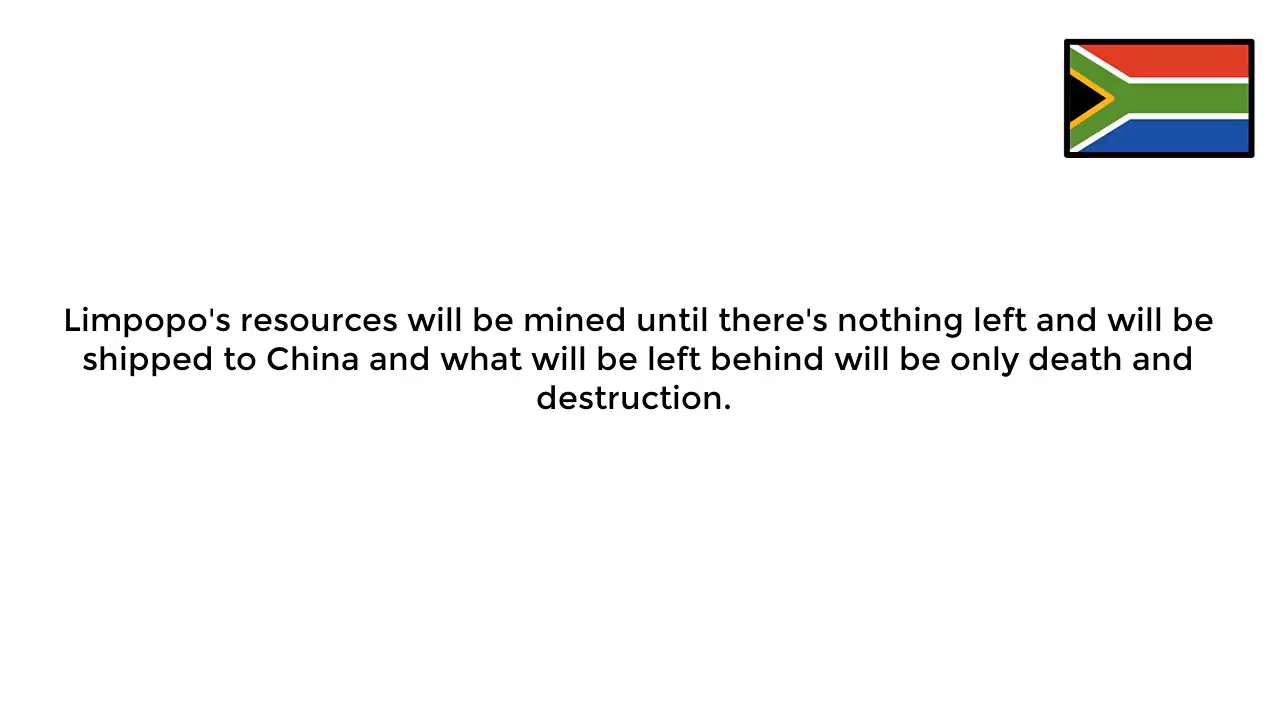 Limpopo's resources will be mined until there's nothing left and will be
shipped to China and what will be left behind will be only death and
destruction.